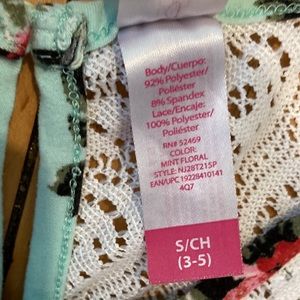 Body/Cuerpo:
92% Polyester/
Poliéster
8% Spandex
Lace/Encaje:
100% Polyester/
Poliéster
RN# 52469
COLOR:
MINT FLORAL
STYLE: NJ28T215P
EAN/UPC 19228410141
4Q7
S/CH
(3-5)